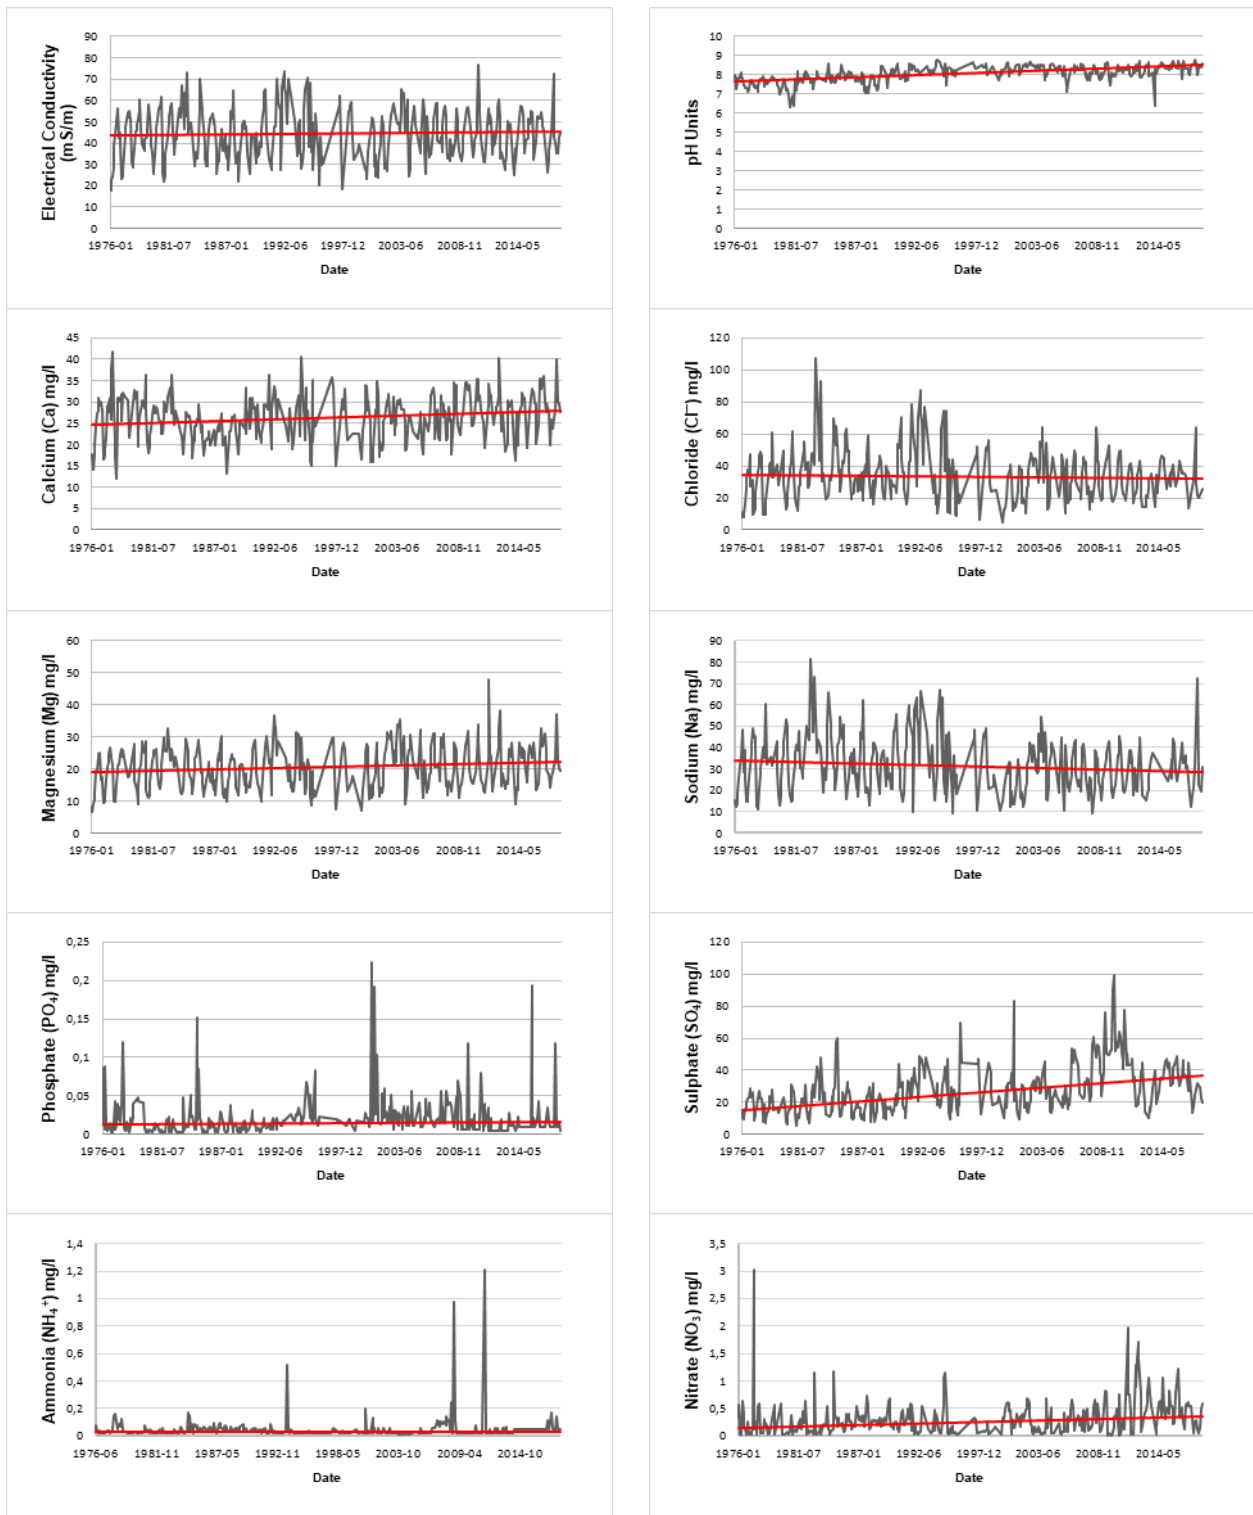 Electrical Conductivity
(mS/m)
90
80
70
60
50
40
30
20
10
0
1976-01 1981-07 1987-01 1992-06 1997-12 2003-06 2008-11 2014-05
Date
pH Units
10
9
8
7
6
5
4
3
2
1
0
1976-01 1981-07 1987-01 1992-06 1997-12 2003-06 2008-11 2014-05
Date
Calcium (Ca) mg/l
45
40
35
30
25
20
15
10
5
0
1976-01 1981-07 1987-01 1992-06 1997-12 2003-06 2008-11 2014-05
Date
Chloride (Cl⁻) mg/l
120
100
80
60
40
20
0
1976-01 1981-07 1987-01 1992-06 1997-12 2003-06 2008-11 2014-05
Date
Magnesium (Mg) mg/l
60
50
40
30
20
10
0
1976-01 1981-07 1987-01 1992-06 1997-12 2003-06 2008-11 2014-05
Date
Sodium (Na) mg/l
90
80
70
60
50
40
30
20
10
0
1976-01 1981-07 1987-01 1992-06 1997-12 2003-06 2008-11 2014-05
Date
Phosphate (PO₄) mg/l
0,25
0,2
0,15
0,1
0,05
0
1976-01 1981-07 1987-01 1992-06 1997-12 2003-06 2008-11 2014-05
Date
Sulphate (SO₄) mg/l
120
100
80
60
40
20
0
1976-01 1981-07 1987-01 1992-06 1997-12 2003-06 2008-11 2014-05
Date
Ammonia (NH₄⁺) mg/l
1,4
1,2
1
0,8
0,6
0,4
0,2
0
1976-06 1981-11 1987-05 1992-11 1998-05 2003-10 2009-04 2014-10
Date
Nitrate (NO₃) mg/l
3,5
3
2,5
2
1,5
1
0,5
0
1976-01 1981-07 1987-01 1992-06 1997-12 2003-06 2008-11 2014-05
Date